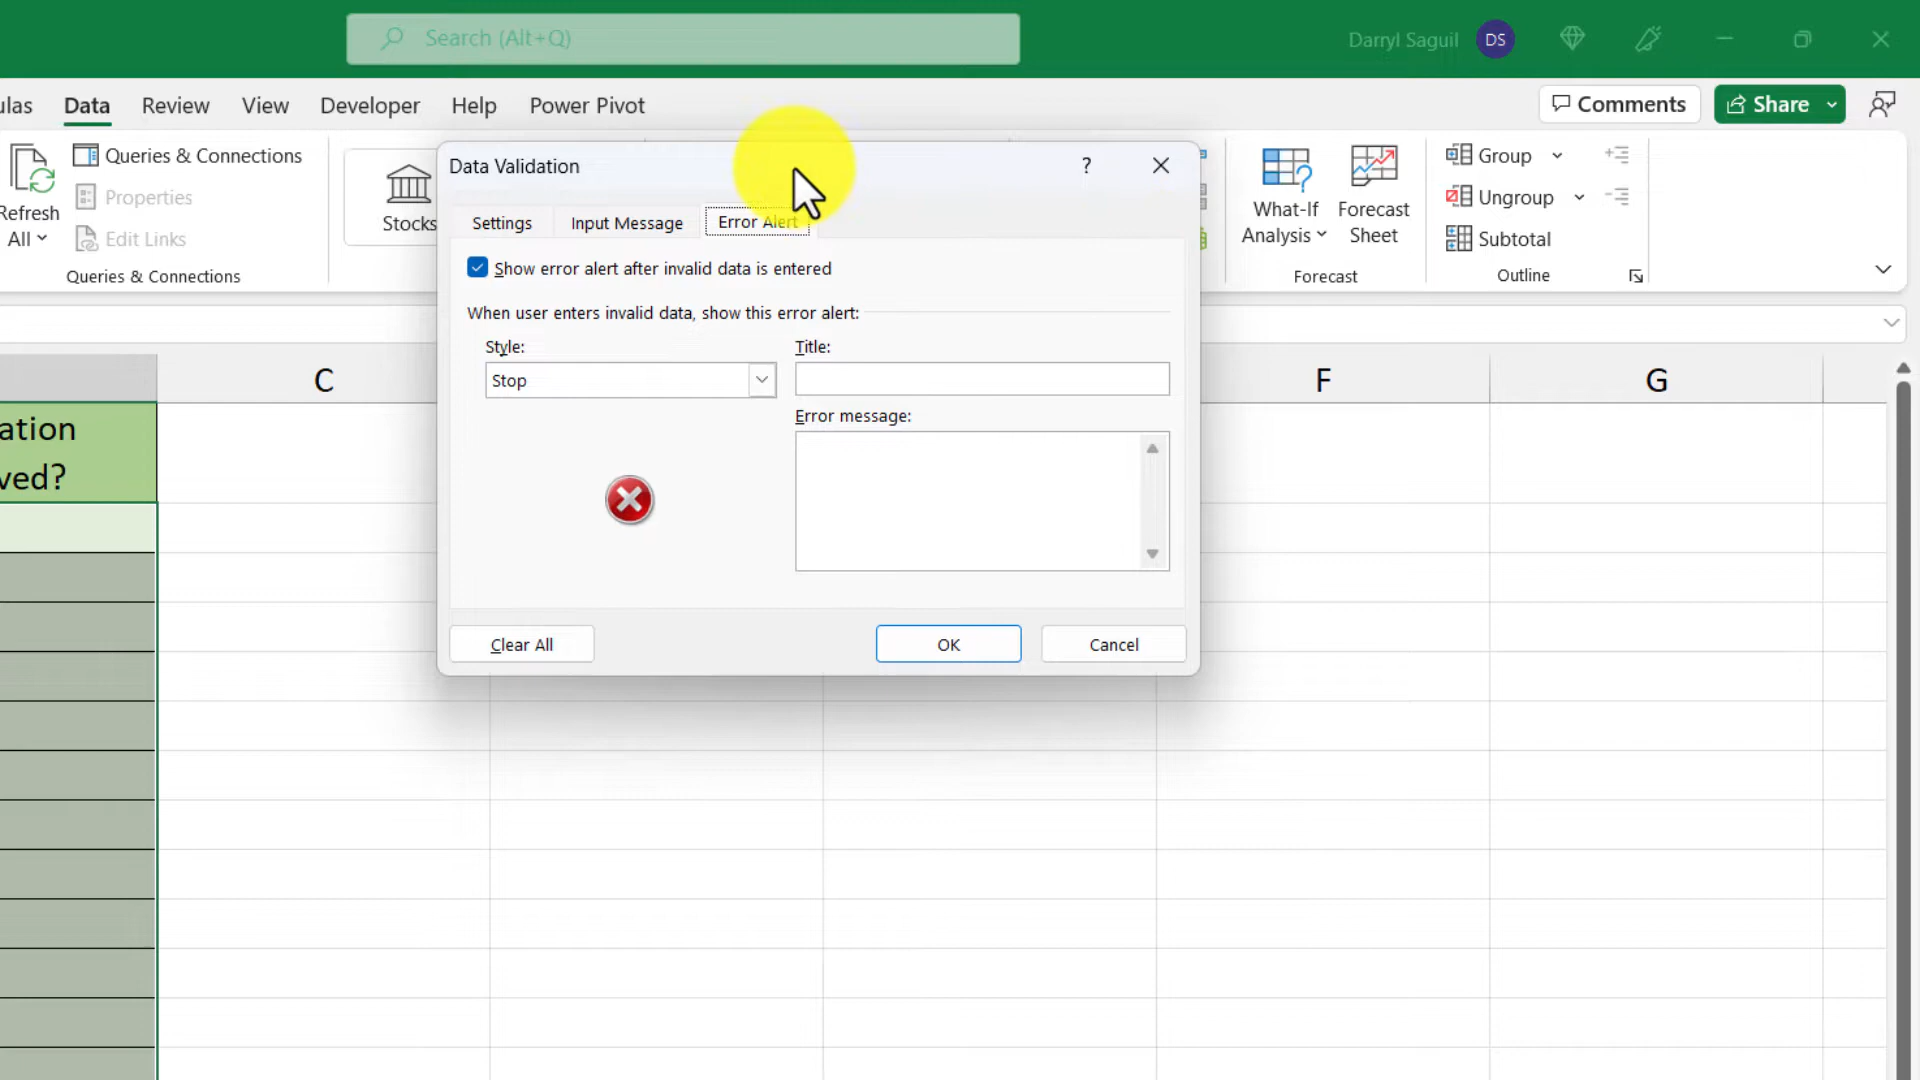 Search (Alt+Q)
Darryl Saguil DS
ulas Data Review View Developer Help Power Pivot
Comments Share
Refresh All
Queries & Connections
Properties
Edit Links
Queries & Connections
Stocks
What-If Analysis
Forecast Sheet
Forecast
Group
Ungroup
Subtotal
Outline
Data Validation ?
Settings Input Message Error Alert
Show error alert after invalid data is entered
When user enters invalid data, show this error alert:
Style: Title:
Stop
Error message:
Clear All OK Cancel
C F G
ation
ved?